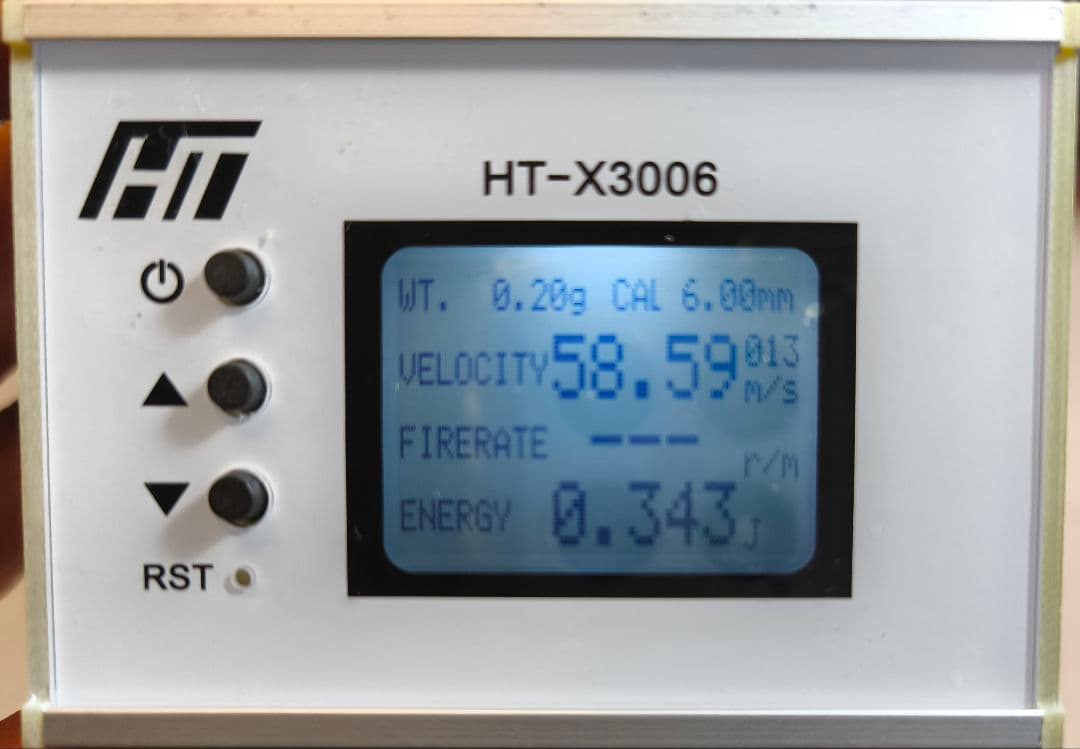 HT
HT-X3006
WT. 0.20g CAL 6.00mm
VELOCITY 58.59 013 M/s
FIRERATE --- r/m
ENERGY 0.343 J
RST